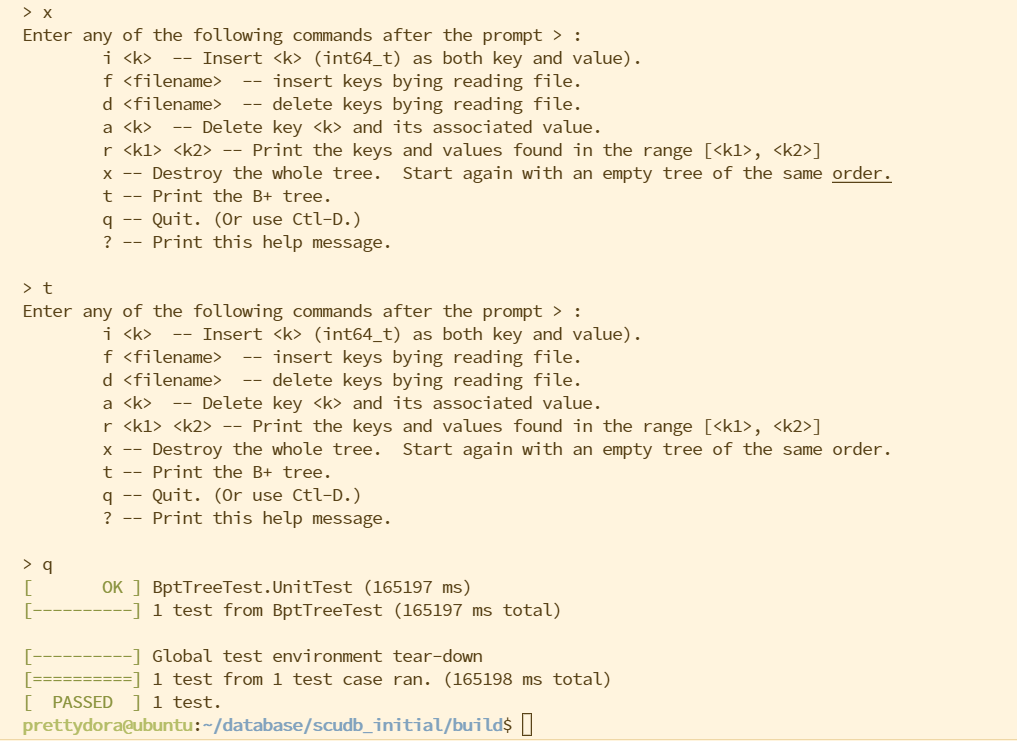 > x
Enter any of the following commands after the prompt > :
        i <k>  -- Insert <k> (int64_t) as both key and value).
        f <filename>  -- insert keys bying reading file.
        d <filename>  -- delete keys bying reading file.
        a <k>  -- Delete key <k> and its associated value.
        r <k1> <k2> -- Print the keys and values found in the range [<k1>, <k2>]
        x -- Destroy the whole tree.  Start again with an empty tree of the same order.
        t -- Print the B+ tree.
        q -- Quit. (Or use Ctl-D.)
        ? -- Print this help message.

> t
Enter any of the following commands after the prompt > :
        i <k>  -- Insert <k> (int64_t) as both key and value).
        f <filename>  -- insert keys bying reading file.
        d <filename>  -- delete keys bying reading file.
        a <k>  -- Delete key <k> and its associated value.
        r <k1> <k2> -- Print the keys and values found in the range [<k1>, <k2>]
        x -- Destroy the whole tree.  Start again with an empty tree of the same order.
        t -- Print the B+ tree.
        q -- Quit. (Or use Ctl-D.)
        ? -- Print this help message.

> q
[       OK ] BptTreeTest.UnitTest (165197 ms)
[----------] 1 test from BptTreeTest (165197 ms total)

[----------] Global test environment tear-down
[==========] 1 test from 1 test case ran. (165198 ms total)
[  PASSED  ] 1 test.
prettydora@ubuntu:~/database/scudb_initial/build$